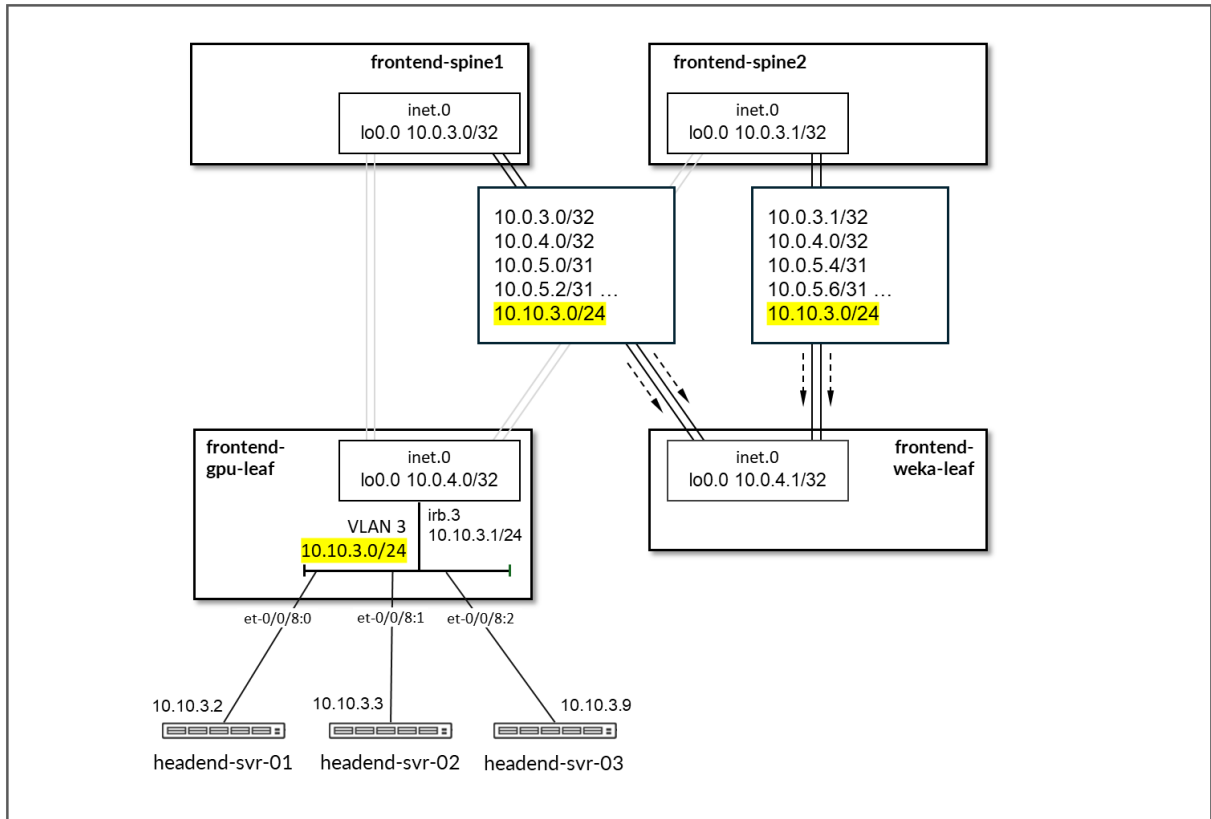 frontend-spine1
inet.0
lo0.0 10.0.3.0/32
frontend-spine2
inet.0
lo0.0 10.0.3.1/32
10.0.3.0/32
10.0.4.0/32
10.0.5.0/31
10.0.5.2/31 ...
10.10.3.0/24
10.0.3.1/32
10.0.4.0/32
10.0.5.4/31
10.0.5.6/31 ...
10.10.3.0/24
frontend-
gpu-leaf
inet.0
lo0.0 10.0.4.0/32
VLAN 3
10.10.3.0/24
irb.3
10.10.3.1/24
inet.0
lo0.0 10.0.4.1/32
frontend-
weka-leaf
et-0/0/8:0
et-0/0/8:1
et-0/0/8:2
10.10.3.2
10.10.3.3
10.10.3.9
headend-svr-01
headend-svr-02
headend-svr-03